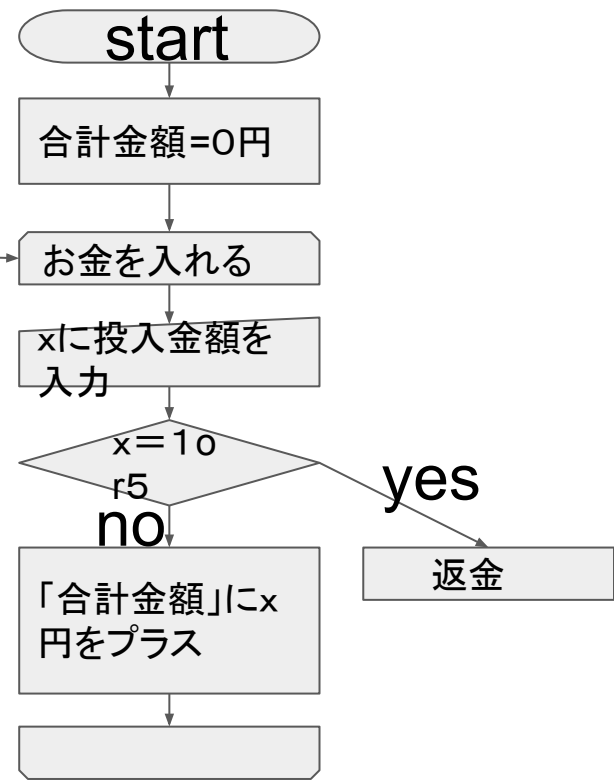 start
合計金額=0円
お金を入れる
xに投入金額を
入力
x＝1o
r5
yes
no
返金
「合計金額」にx
円をプラス